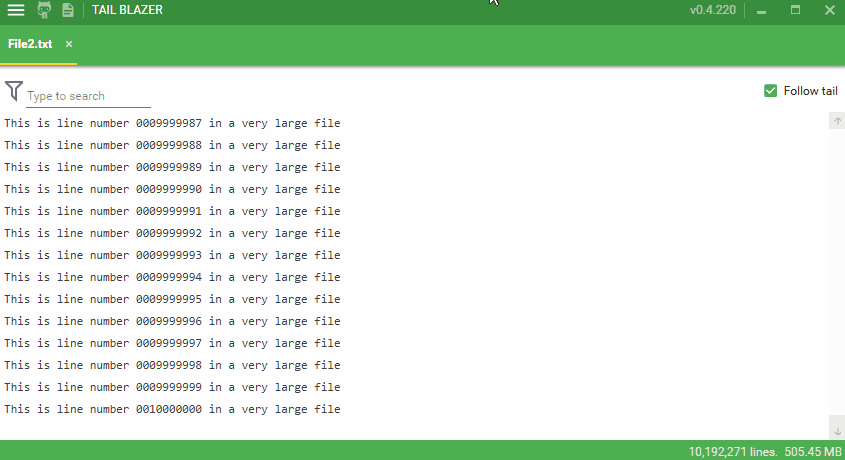 TAIL BLAZER
v0.4.220
File2.txt
Type to search
Follow tail
This is line number 0009999987 in a very large file
This is line number 0009999988 in a very large file
This is line number 0009999989 in a very large file
This is line number 0009999990 in a very large file
This is line number 0009999991 in a very large file
This is line number 0009999992 in a very large file
This is line number 0009999993 in a very large file
This is line number 0009999994 in a very large file
This is line number 0009999995 in a very large file
This is line number 0009999996 in a very large file
This is line number 0009999997 in a very large file
This is line number 0009999998 in a very large file
This is line number 0009999999 in a very large file
This is line number 0010000000 in a very large file
10,192,271 lines. 505.45 MB